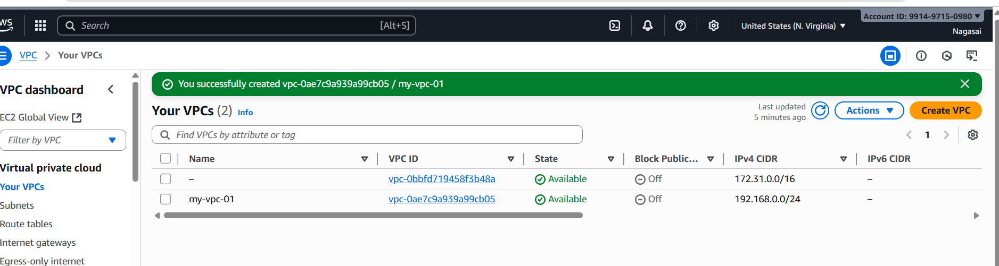 WS
Search [Alt+S]
United States (N. Virginia)
Account ID: 9914-9715-0980
Nagasai
VPC
Your VPCs
VPC dashboard
EC2 Global View
Filter by VPC
Virtual private cloud
Your VPCs
Subnets
Route tables
Internet gateways
Egress-only internet
You successfully created vpc-0ae7c9a939a99cb05 / my-vpc-01
Your VPCs (2) Info
Last updated
5 minutes ago
Actions
Create VPC
Find VPCs by attribute or tag
1
Name VPC ID State Block Public... IPv4 CIDR IPv6 CIDR
– vpc-0bbfd719458f3b48a Available Off 172.31.0.0/16 –
my-vpc-01 vpc-0ae7c9a939a99cb05 Available Off 192.168.0.0/24 –